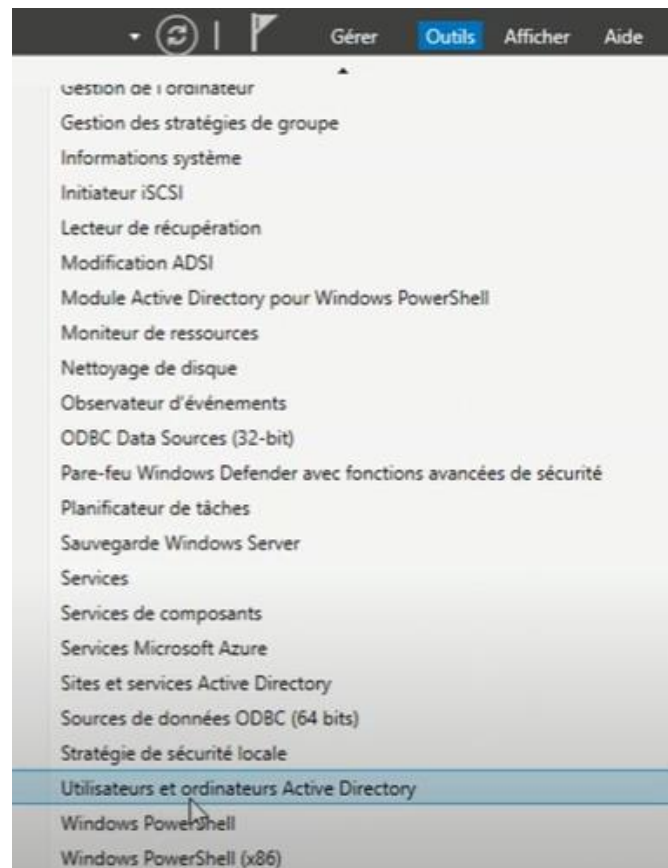 Gérer Outils Afficher Aide
Gestion de l'ordinateur
Gestion des stratégies de groupe
Informations système
Initiateur iSCSI
Lecteur de récupération
Modification ADSI
Module Active Directory pour Windows PowerShell
Moniteur de ressources
Nettoyage de disque
Observateur d'événements
ODBC Data Sources (32-bit)
Pare-feu Windows Defender avec fonctions avancées de sécurité
Planificateur de tâches
Sauvegarde Windows Server
Services
Services de composants
Services Microsoft Azure
Sites et services Active Directory
Sources de données ODBC (64 bits)
Stratégie de sécurité locale
Utilisateurs et ordinateurs Active Directory
Windows PowerShell
Windows PowerShell (x86)